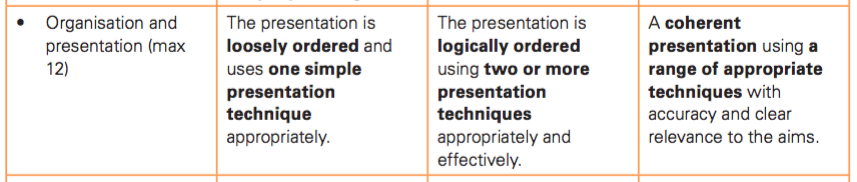 • Organisation and
presentation (max
12)
The presentation is
loosely ordered and
uses one simple
presentation
technique
appropriately.
The presentation is
logically ordered
using two or more
presentation
techniques
appropriately and
effectively.
A coherent
presentation using a
range of appropriate
techniques with
accuracy and clear
relevance to the aims.